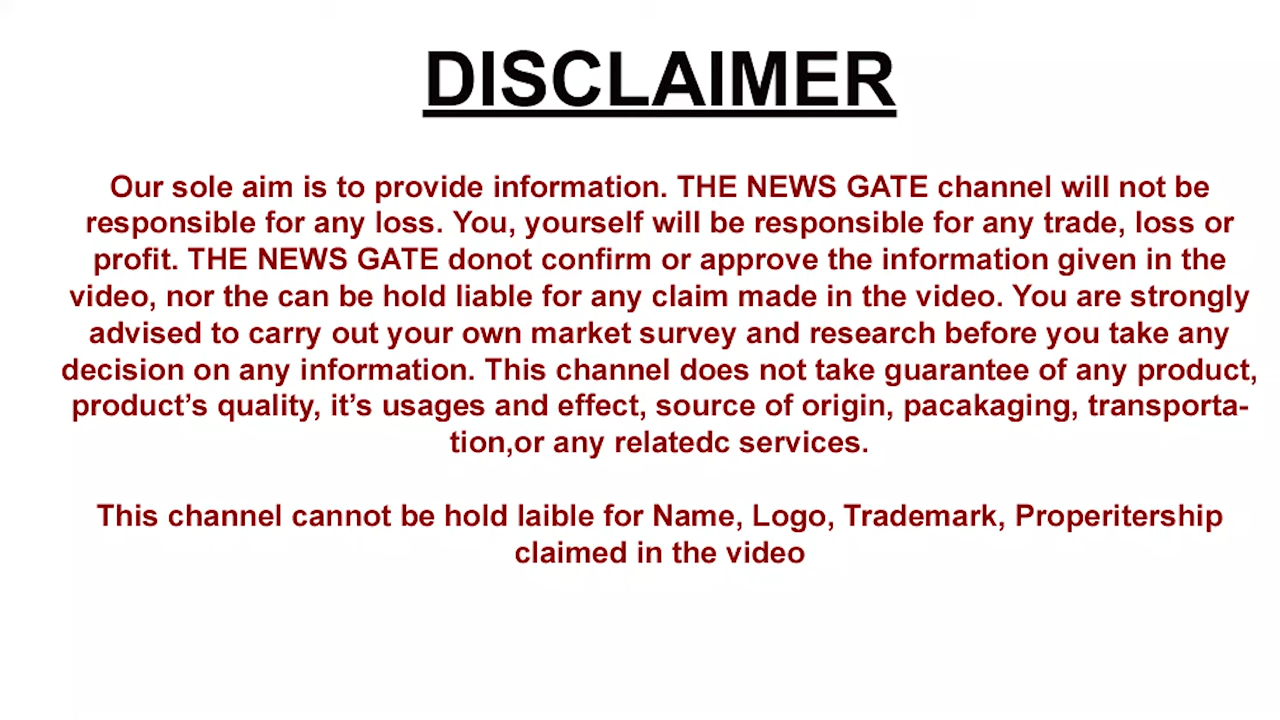 DISCLAIMER
Our sole aim is to provide information. THE NEWS GATE channel will not be
responsible for any loss. You, yourself will be responsible for any trade, loss or
profit. THE NEWS GATE donot confirm or approve the information given in the
video, nor the can be hold liable for any claim made in the video. You are strongly
advised to carry out your own market survey and research before you take any
decision on any information. This channel does not take guarantee of any product,
product’s quality, it’s usages and effect, source of origin, pacakaging, transporta-
tion,or any relatedc services.
This channel cannot be hold laible for Name, Logo, Trademark, Properitership
claimed in the video